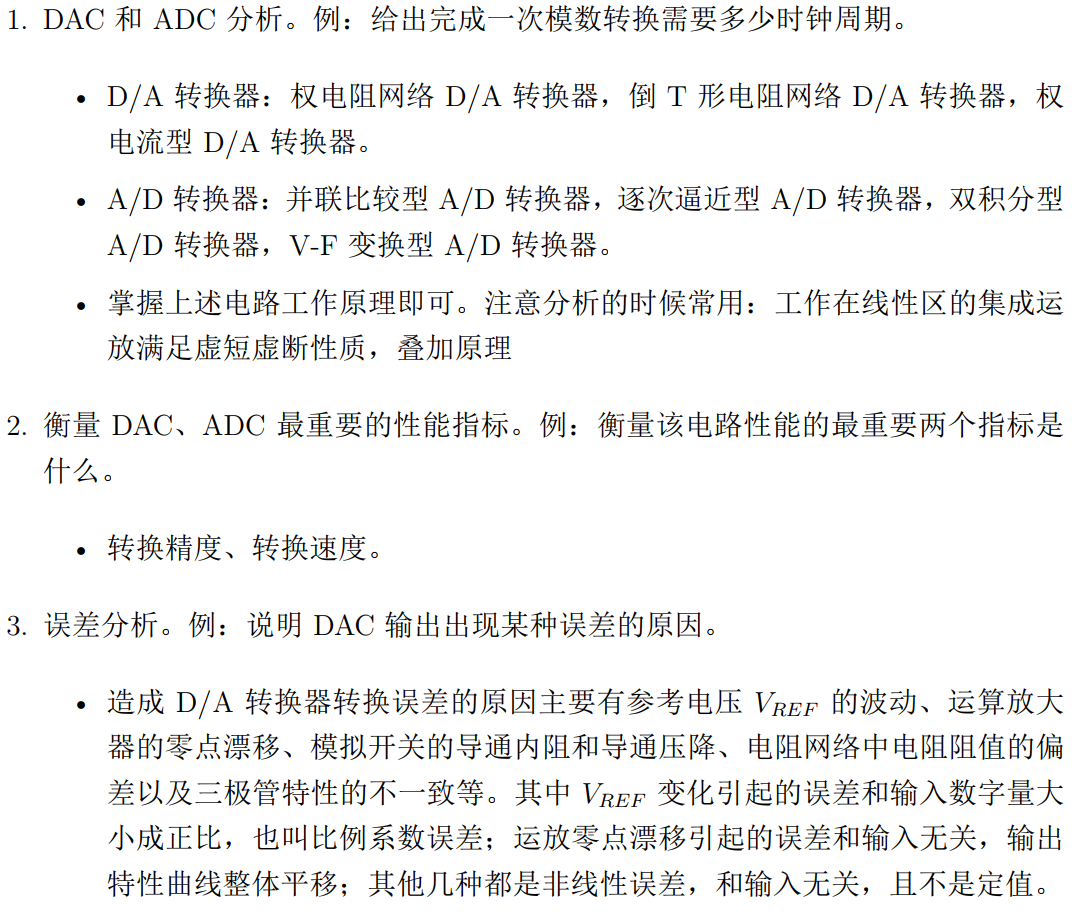 1. DAC 和 ADC 分析。例：给出完成一次模数转换需要多少时钟周期。
• D/A 转换器：权电阻网络 D/A 转换器，倒 T 形电阻网络 D/A 转换器，权
电流型 D/A 转换器。
• A/D 转换器：并联比较型 A/D 转换器，逐次逼近型 A/D 转换器，双积分型
A/D 转换器，V-F 变换型 A/D 转换器。
• 掌握上述电路工作原理即可。注意分析的时候常用：工作在线性区的集成运
放满足虚短虚断性质，叠加原理
2. 衡量 DAC、ADC 最重要的性能指标。例：衡量该电路性能的最重要两个指标是
什么。
• 转换精度、转换速度。
3. 误差分析。例：说明 DAC 输出出现某种误差的原因。
• 造成 D/A 转换器转换误差的原因主要有参考电压 V_{REF} 的波动、运算放大
器的零点漂移、模拟开关的导通内阻和导通压降、电阻网络中电阻阻值的偏
差以及三极管特性的不一致等。其中 V_{REF} 变化引起的误差和输入数字量大
小成正比，也叫比例系数误差；运放零点漂移引起的误差和输入无关，输出
特性曲线整体平移；其他几种都是非线性误差，和输入无关，且不是定值。